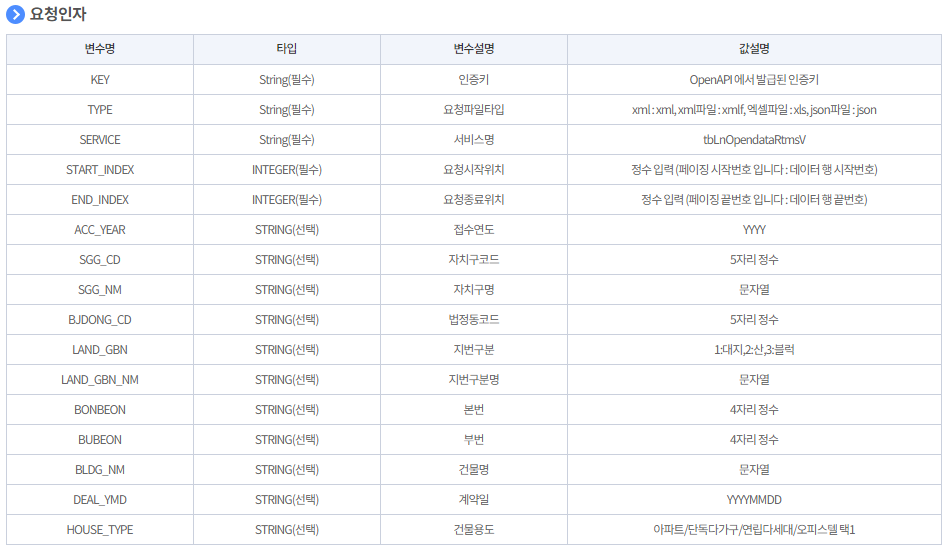 요청인자
변수명 타입 변수설명 값설명
KEY String(필수) 인증키 OpenAPI 에서 발급된 인증키
TYPE String(필수) 요청파일타입 xml : xml, xml파일 : xmlf, 엑셀파일 : xls, json파일 : json
SERVICE String(필수) 서비스명 tbLnOpendataRtmsV
START_INDEX INTEGER(필수) 요청시작위치 정수 입력 (페이징 시작번호 입니다 : 데이터 행 시작번호)
END_INDEX INTEGER(필수) 요청종료위치 정수 입력 (페이징 끝번호 입니다 : 데이터 행 끝번호)
ACC_YEAR STRING(선택) 접수연도 YYYY
SGG_CD STRING(선택) 자치구코드 5자리 정수
SGG_NM STRING(선택) 자치구명 문자열
BJDONG_CD STRING(선택) 법정동코드 5자리 정수
LAND_GBN STRING(선택) 지번구분 1:대지,2:산,3:블럭
LAND_GBN_NM STRING(선택) 지번구분명 문자열
BONBEON STRING(선택) 본번 4자리 정수
BUBEON STRING(선택) 부번 4자리 정수
BLDG_NM STRING(선택) 건물명 문자열
DEAL_YMD STRING(선택) 계약일 YYYYMMDD
HOUSE_TYPE STRING(선택) 건물용도 아파트/단독다가구/연립다세대/오피스텔 택1